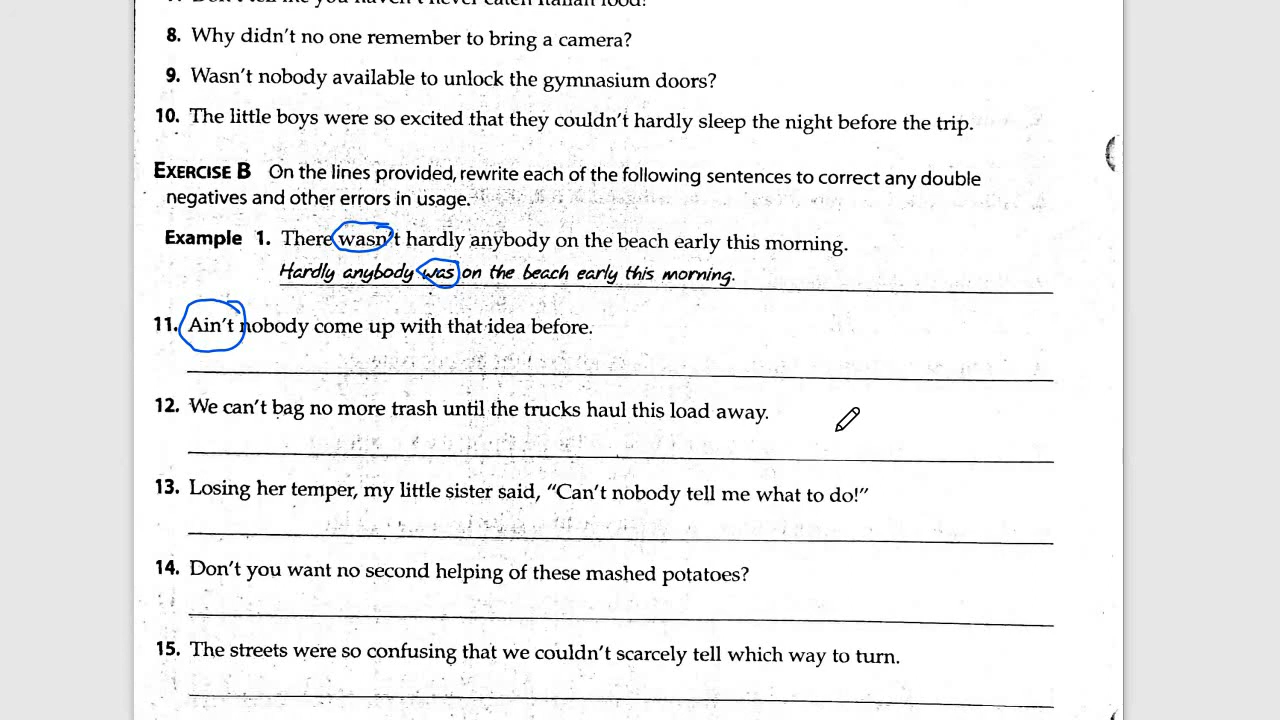 8. Why didn't no one remember to bring a camera?
9. Wasn't nobody available to unlock the gymnasium doors?
10. The little boys were so excited that they couldn't hardly sleep the night before the trip.
EXERCISE B On the lines provided, rewrite each of the following sentences to correct any double
negatives and other errors in usage.
Example 1. There wasn't hardly anybody on the beach early this morning.
Hardly anybody was on the beach early this morning.
11. Ain't nobody come up with that idea before.
12. We can't bag no more trash until the trucks haul this load away.
13. Losing her temper, my little sister said, "Can't nobody tell me what to do!"
14. Don't you want no second helping of these mashed potatoes?
15. The streets were so confusing that we couldn't scarcely tell which way to turn.